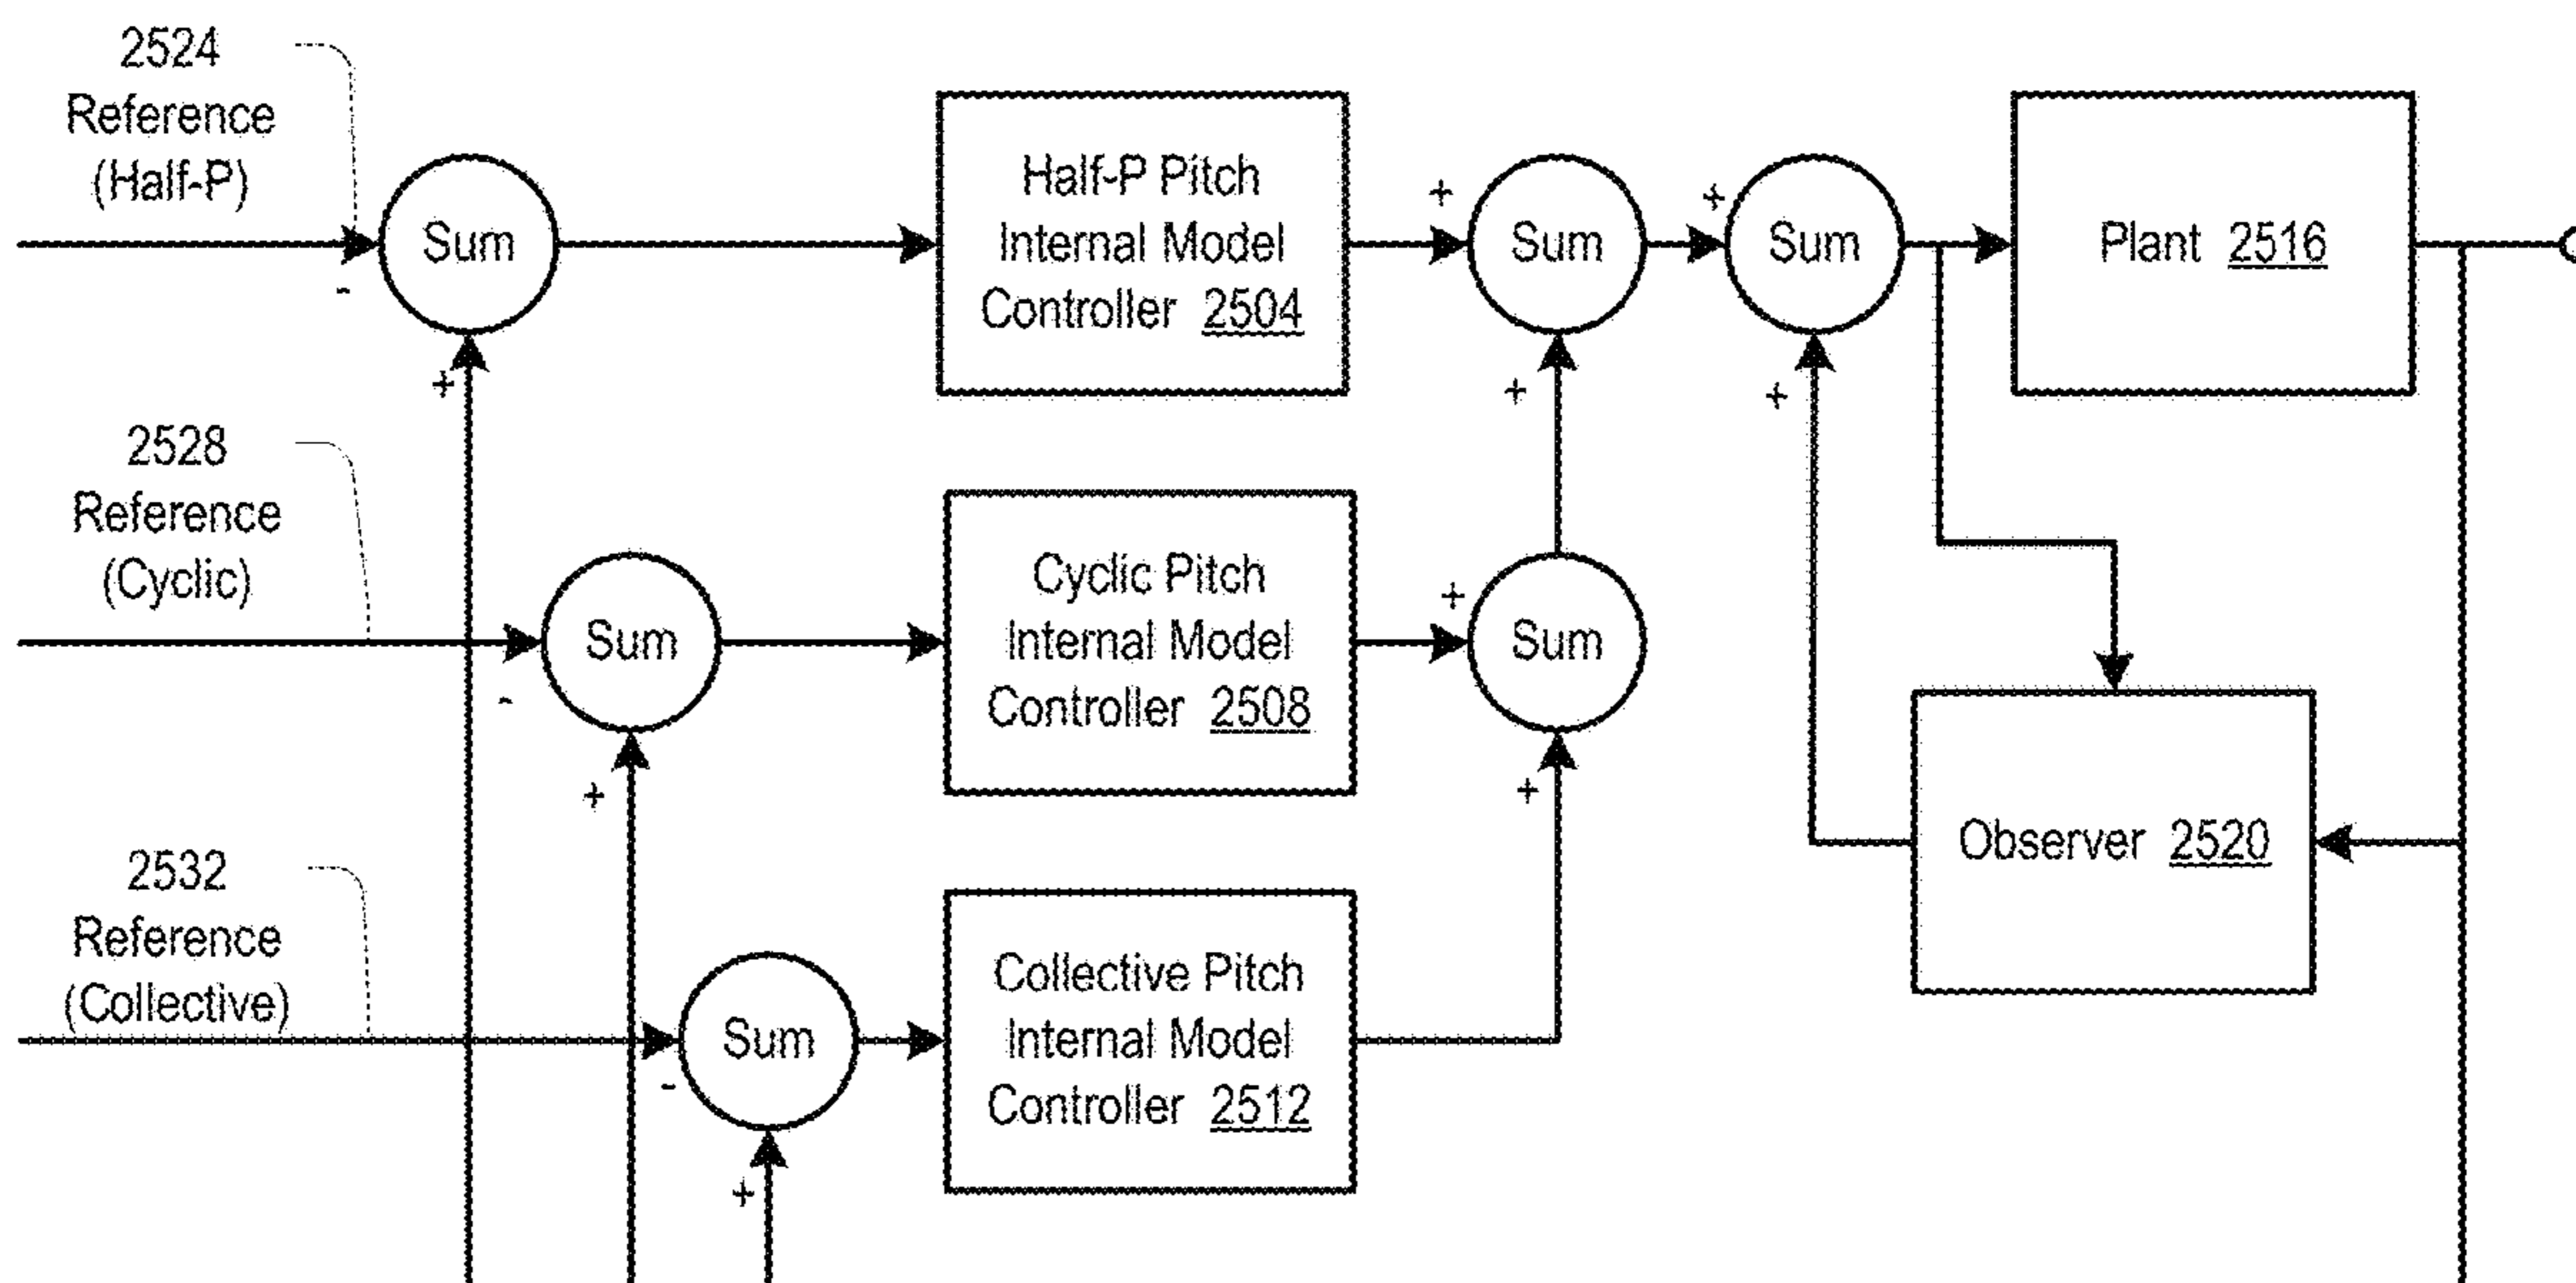 2524
Reference
(Half-P)
-
+
Sum
Half-P Pitch
Internal Model
Controller 2504
+
+
Sum
+
+
Sum
Plant 2516
2528
Reference
(Cyclic)
-
+
Sum
Cyclic Pitch
Internal Model
Controller 2508
+
+
Sum
Observer 2520
2532
Reference
(Collective)
-
+
Sum
Collective Pitch
Internal Model
Controller 2512